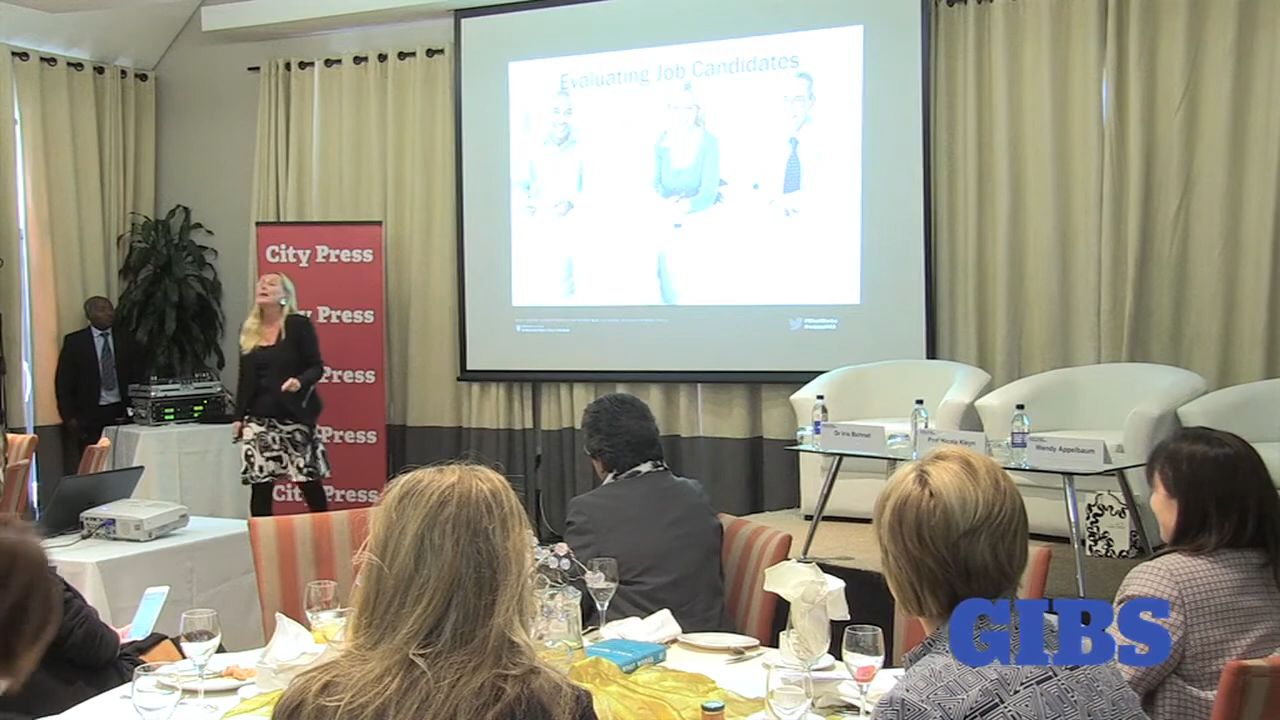 Evaluating Job Candidates
City Press
City Press
Press
Press
City Press
Dr Iris Bohnet
Prof Nicola Kleyn
Wendy Appelbaum
GIBS